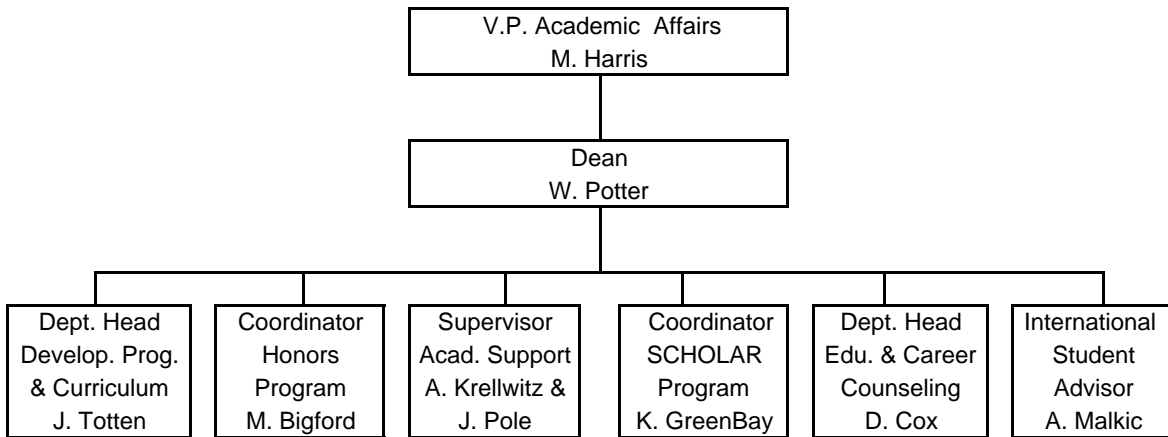 V.P. Academic Affairs
M. Harris
Dean
W. Potter
Dept. Head
Develop. Prog.
& Curriculum
J. Totten
Coordinator
Honors
Program
M. Bigford
Supervisor
Acad. Support
A. Krellwitz &
J. Pole
Coordinator
SCHOLAR
Program
K. GreenBay
Dept. Head
Edu. & Career
Counseling
D. Cox
International
Student
Advisor
A. Malkic